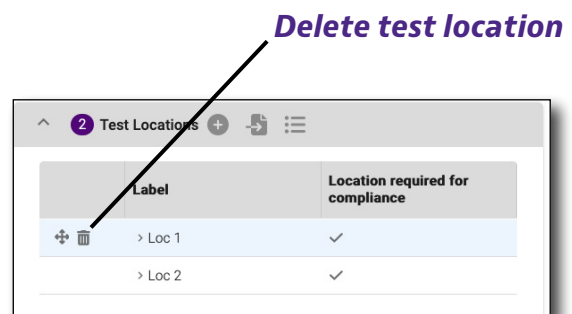 Delete test location
2 Test Locations
Label Location required for
compliance
> Loc 1
> Loc 2